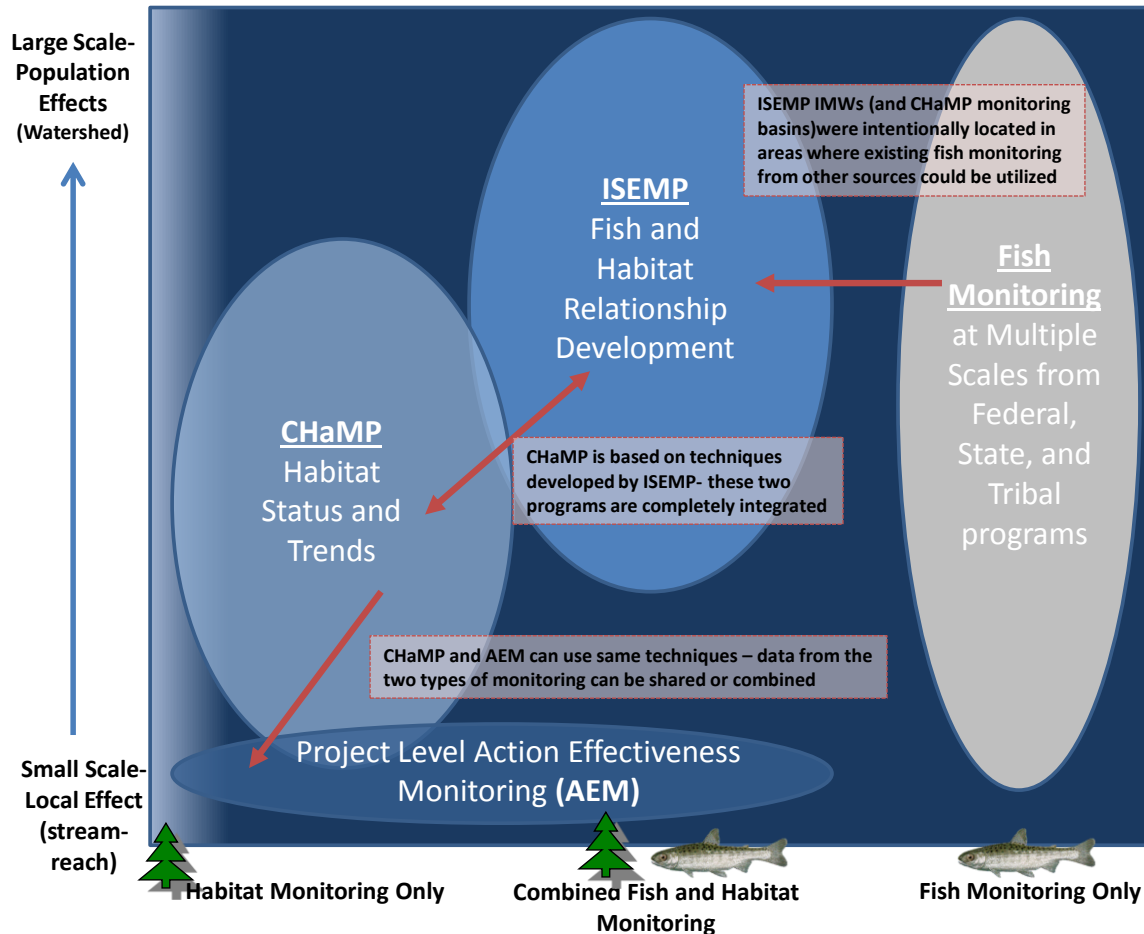 Large Scale-
Population
Effects
(Watershed)
ISEMP IMWs (and CHaMP monitoring
basins)were intentionally located in
areas where existing fish monitoring
from other sources could be utilized
ISEMP
Fish and
Habitat
Relationship
Development
Fish
Monitoring
at Multiple
Scales from
Federal,
State, and
Tribal
programs
CHaMP
Habitat
Status and
Trends
CHaMP is based on techniques
developed by ISEMP- these two
programs are completely integrated
CHaMP and AEM can use same techniques – data from the
two types of monitoring can be shared or combined
Project Level Action Effectiveness
Monitoring (AEM)
Small Scale-
Local Effect
(stream-
reach)
Habitat Monitoring Only
Combined Fish and Habitat
Monitoring
Fish Monitoring Only